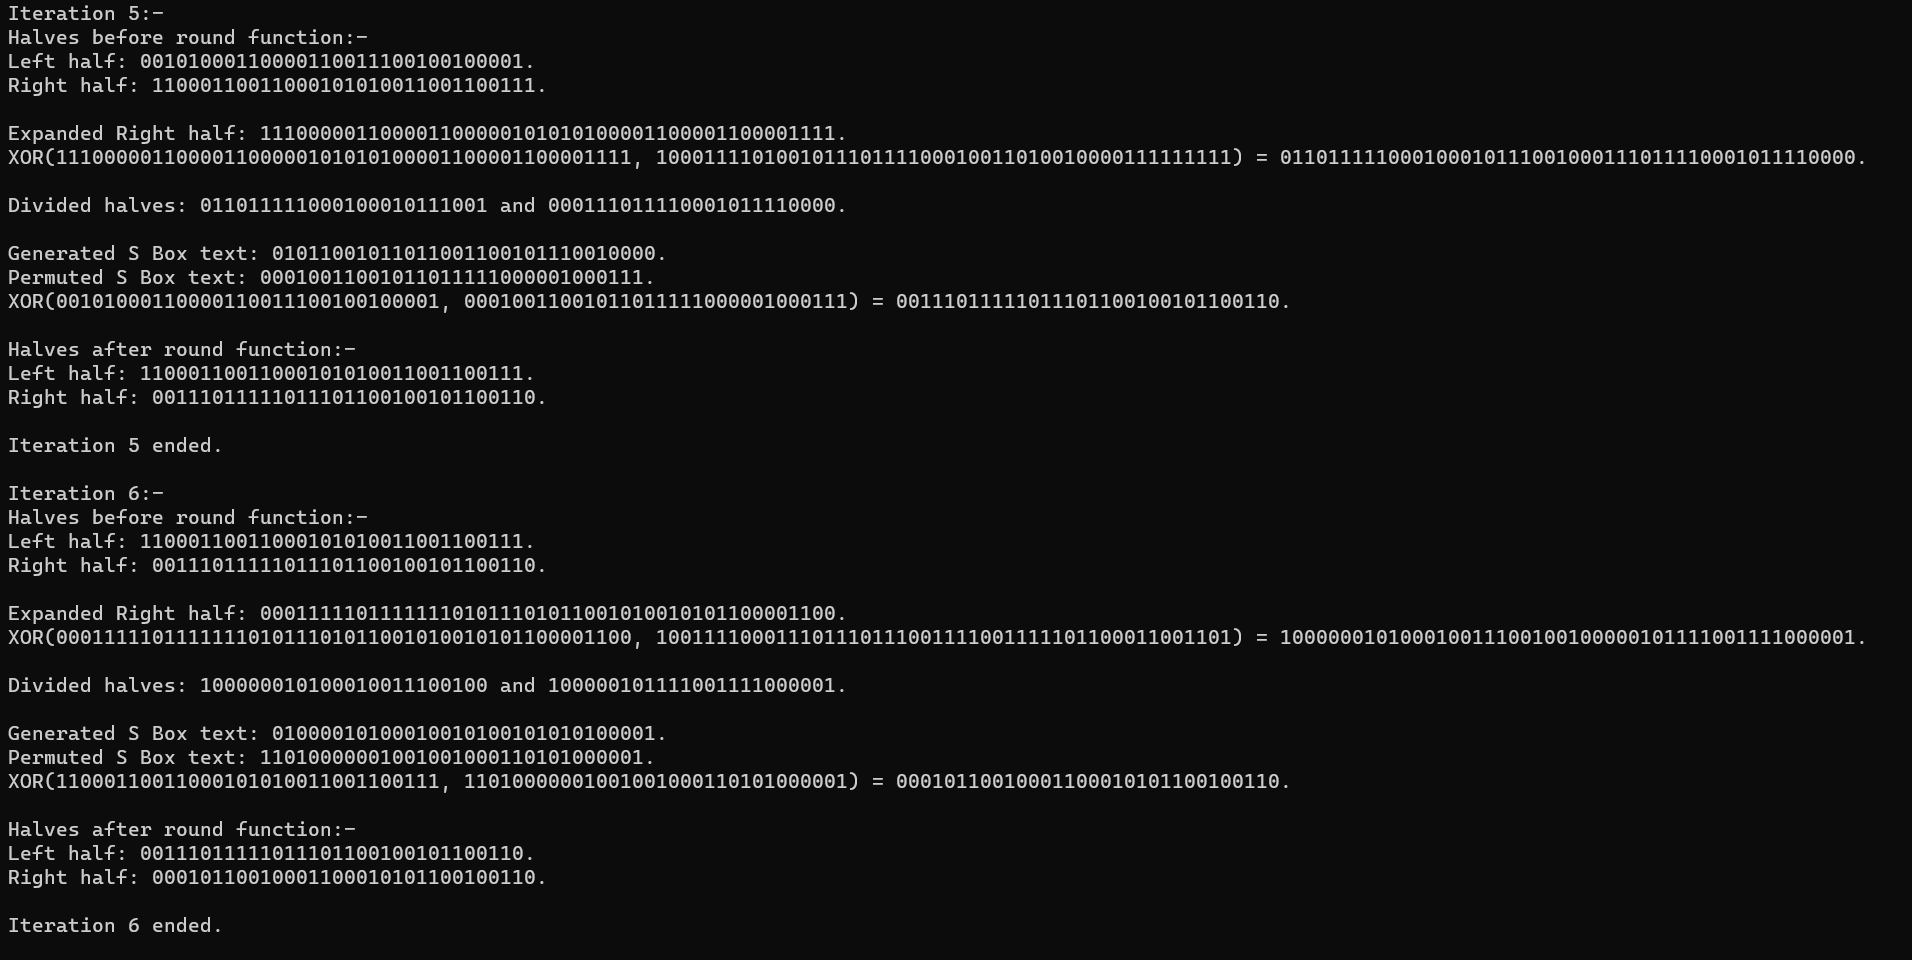 Iteration 5:-
Halves before round function:-
Left half: 00101000110000110011100100100001.
Right half: 11000110011000101010011001100111.
Expanded Right half: 111000001100001100000101010100001100001100001111.
XOR(111000001100001100000101010100001100001100001111, 100011110100101110111100010011010010000111111111) = 011011111000100010111001000111011110001011110000.
Divided halves: 011011111000100010111001 and 000111011110001011110000.
Generated S Box text: 01011001011011001100101110010000.
Permuted S Box text: 00010011001011011111000001000111.
XOR(00101000110000110011100100100001, 00010011001011011111000001000111) = 00111011111011101100100101100110.
Halves after round function:-
Left half: 11000110011000101010011001100111.
Right half: 00111011111011101100100101100110.
Iteration 5 ended.
Iteration 6:-
Halves before round function:-
Left half: 11000110011000101010011001100111.
Right half: 00111011111011101100100101100110.
Expanded Right half: 000111110111111101011101011001010010101100001100.
XOR(000111110111111101011101011001010010101100001100, 100111100011101110111001111001111101100011001101) = 100000010100010011100100100000101111001111000001.
Divided halves: 100000010100010011100100 and 100000101111001111000001.
Generated S Box text: 01000010100010010100101010100001.
Permuted S Box text: 11010000001001001000110101000001.
XOR(11000110011000101010011001100111, 11010000001001001000110101000001) = 00010110010001100010101100100110.
Halves after round function:-
Left half: 00111011111011101100100101100110.
Right half: 00010110010001100010101100100110.
Iteration 6 ended.